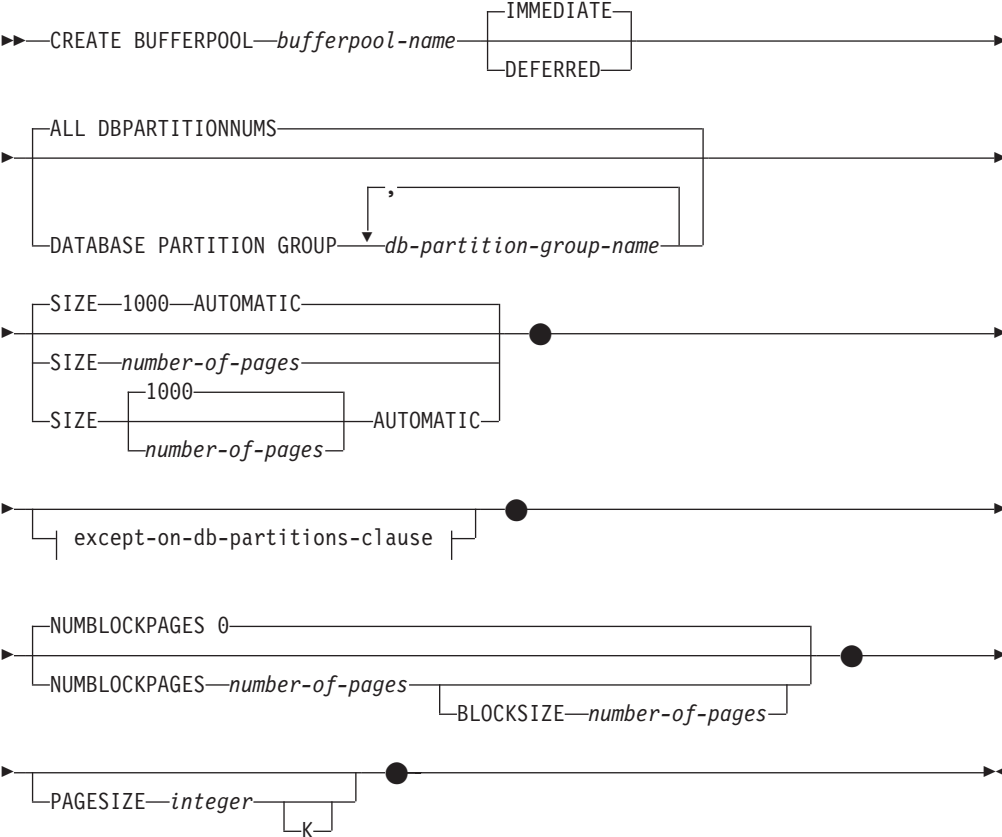 IMMEDIATE
CREATE BUFFERPOOL bufferpool-name
DEFERRED
ALL DBPARTITIONNUMS
,
DATABASE PARTITION GROUP db-partition-group-name
SIZE 1000 AUTOMATIC
SIZE number-of-pages
1000
SIZE AUTOMATIC
number-of-pages
except-on-db-partitions-clause
NUMBLOCKPAGES 0
NUMBLOCKPAGES number-of-pages
BLOCKSIZE number-of-pages
PAGESIZE integer
K